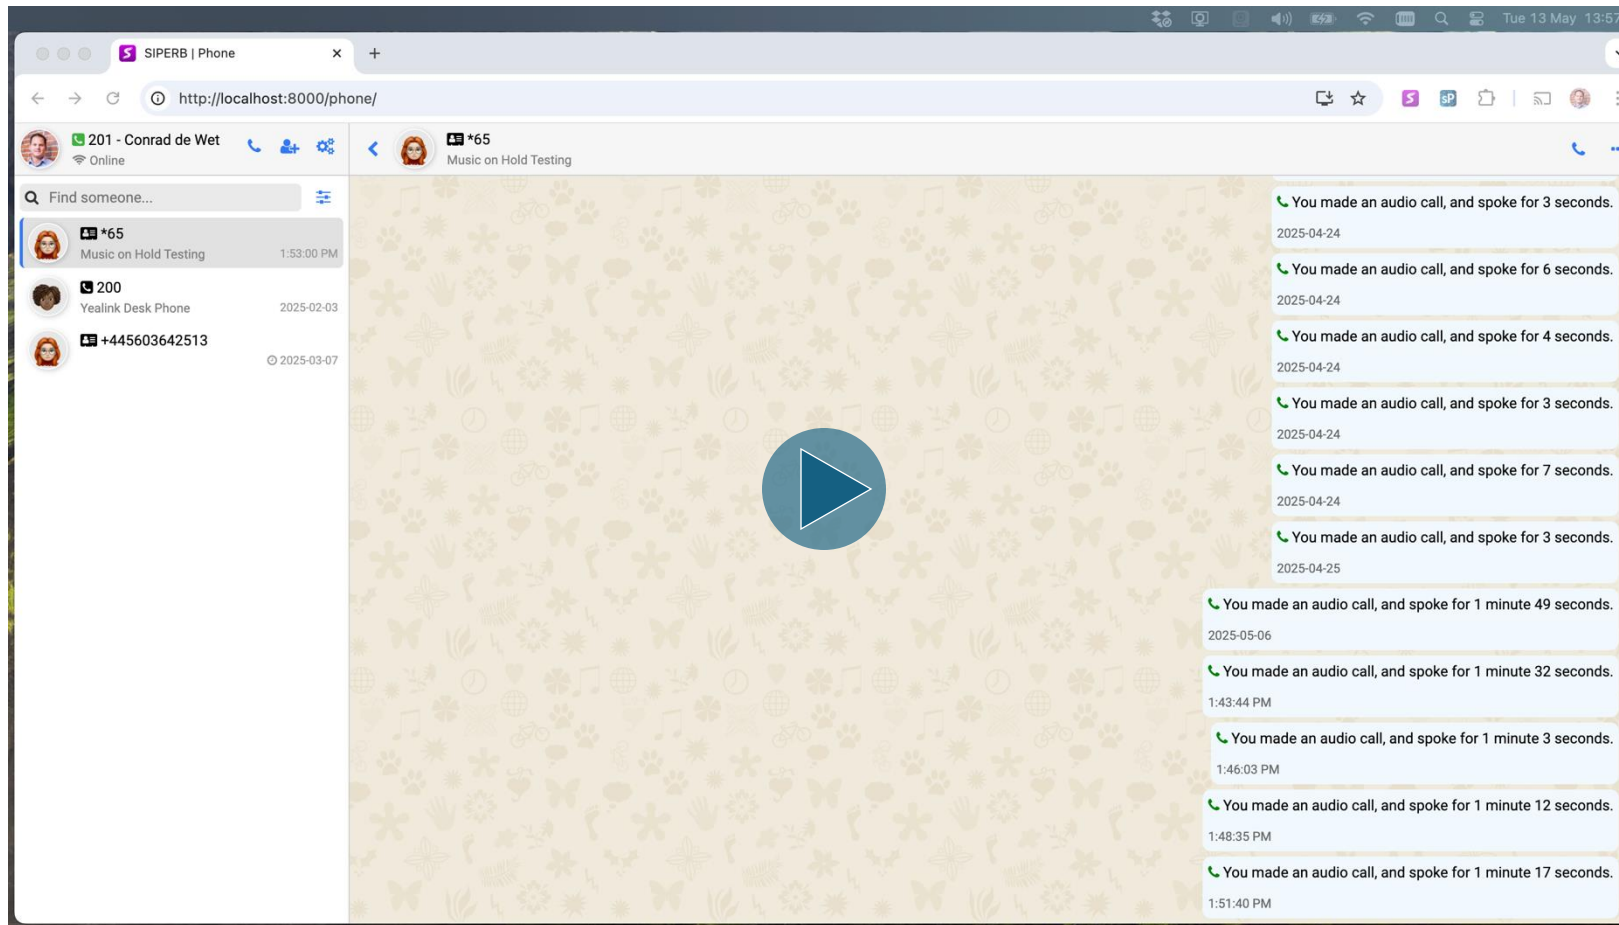 Tue 13 May 13:57
SIPERB | Phone
http://localhost:8000/phone/
sP
201 - Conrad de Wet
Online
*65
Music on Hold Testing
Find someone...
*65
Music on Hold Testing
1:53:00 PM
200
Yealink Desk Phone
2025-02-03
+445603642513
2025-03-07
You made an audio call, and spoke for 3 seconds.
2025-04-24
You made an audio call, and spoke for 6 seconds.
2025-04-24
You made an audio call, and spoke for 4 seconds.
2025-04-24
You made an audio call, and spoke for 3 seconds.
2025-04-24
You made an audio call, and spoke for 7 seconds.
2025-04-24
You made an audio call, and spoke for 3 seconds.
2025-04-25
You made an audio call, and spoke for 1 minute 49 seconds.
2025-05-06
You made an audio call, and spoke for 1 minute 32 seconds.
1:43:44 PM
You made an audio call, and spoke for 1 minute 3 seconds.
1:46:03 PM
You made an audio call, and spoke for 1 minute 12 seconds.
1:48:35 PM
You made an audio call, and spoke for 1 minute 17 seconds.
1:51:40 PM